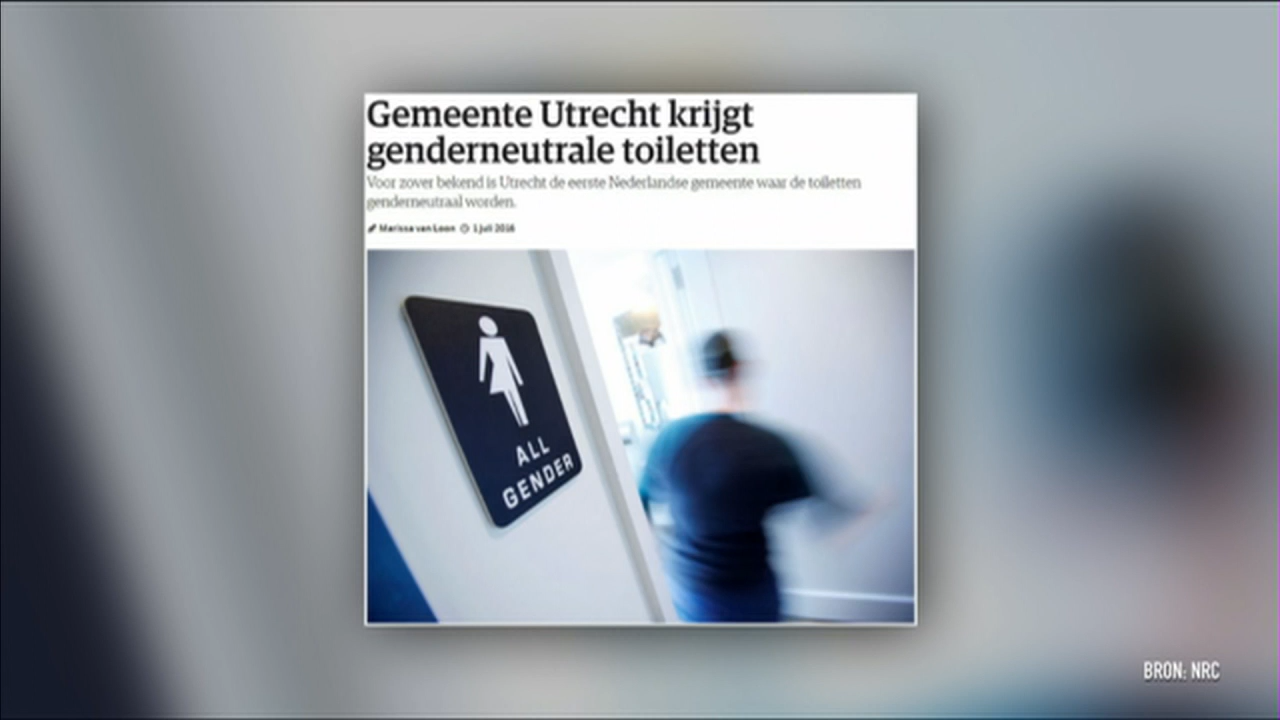 Gemeente Utrecht krijgt
genderneutrale toiletten
Voor zover bekend is Utrecht de eerste Nederlandse gemeente waar de toiletten
genderneutraal worden.
Marissa van Loon 1 juli 2016
ALL
GENDER
BRON: NRC